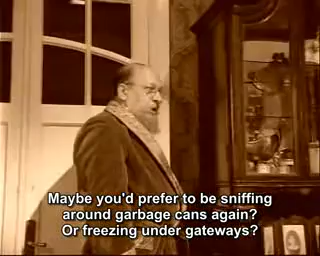 Maybe you'd prefer to be sniffing
around garbage cans again?
Or freezing under gateways?